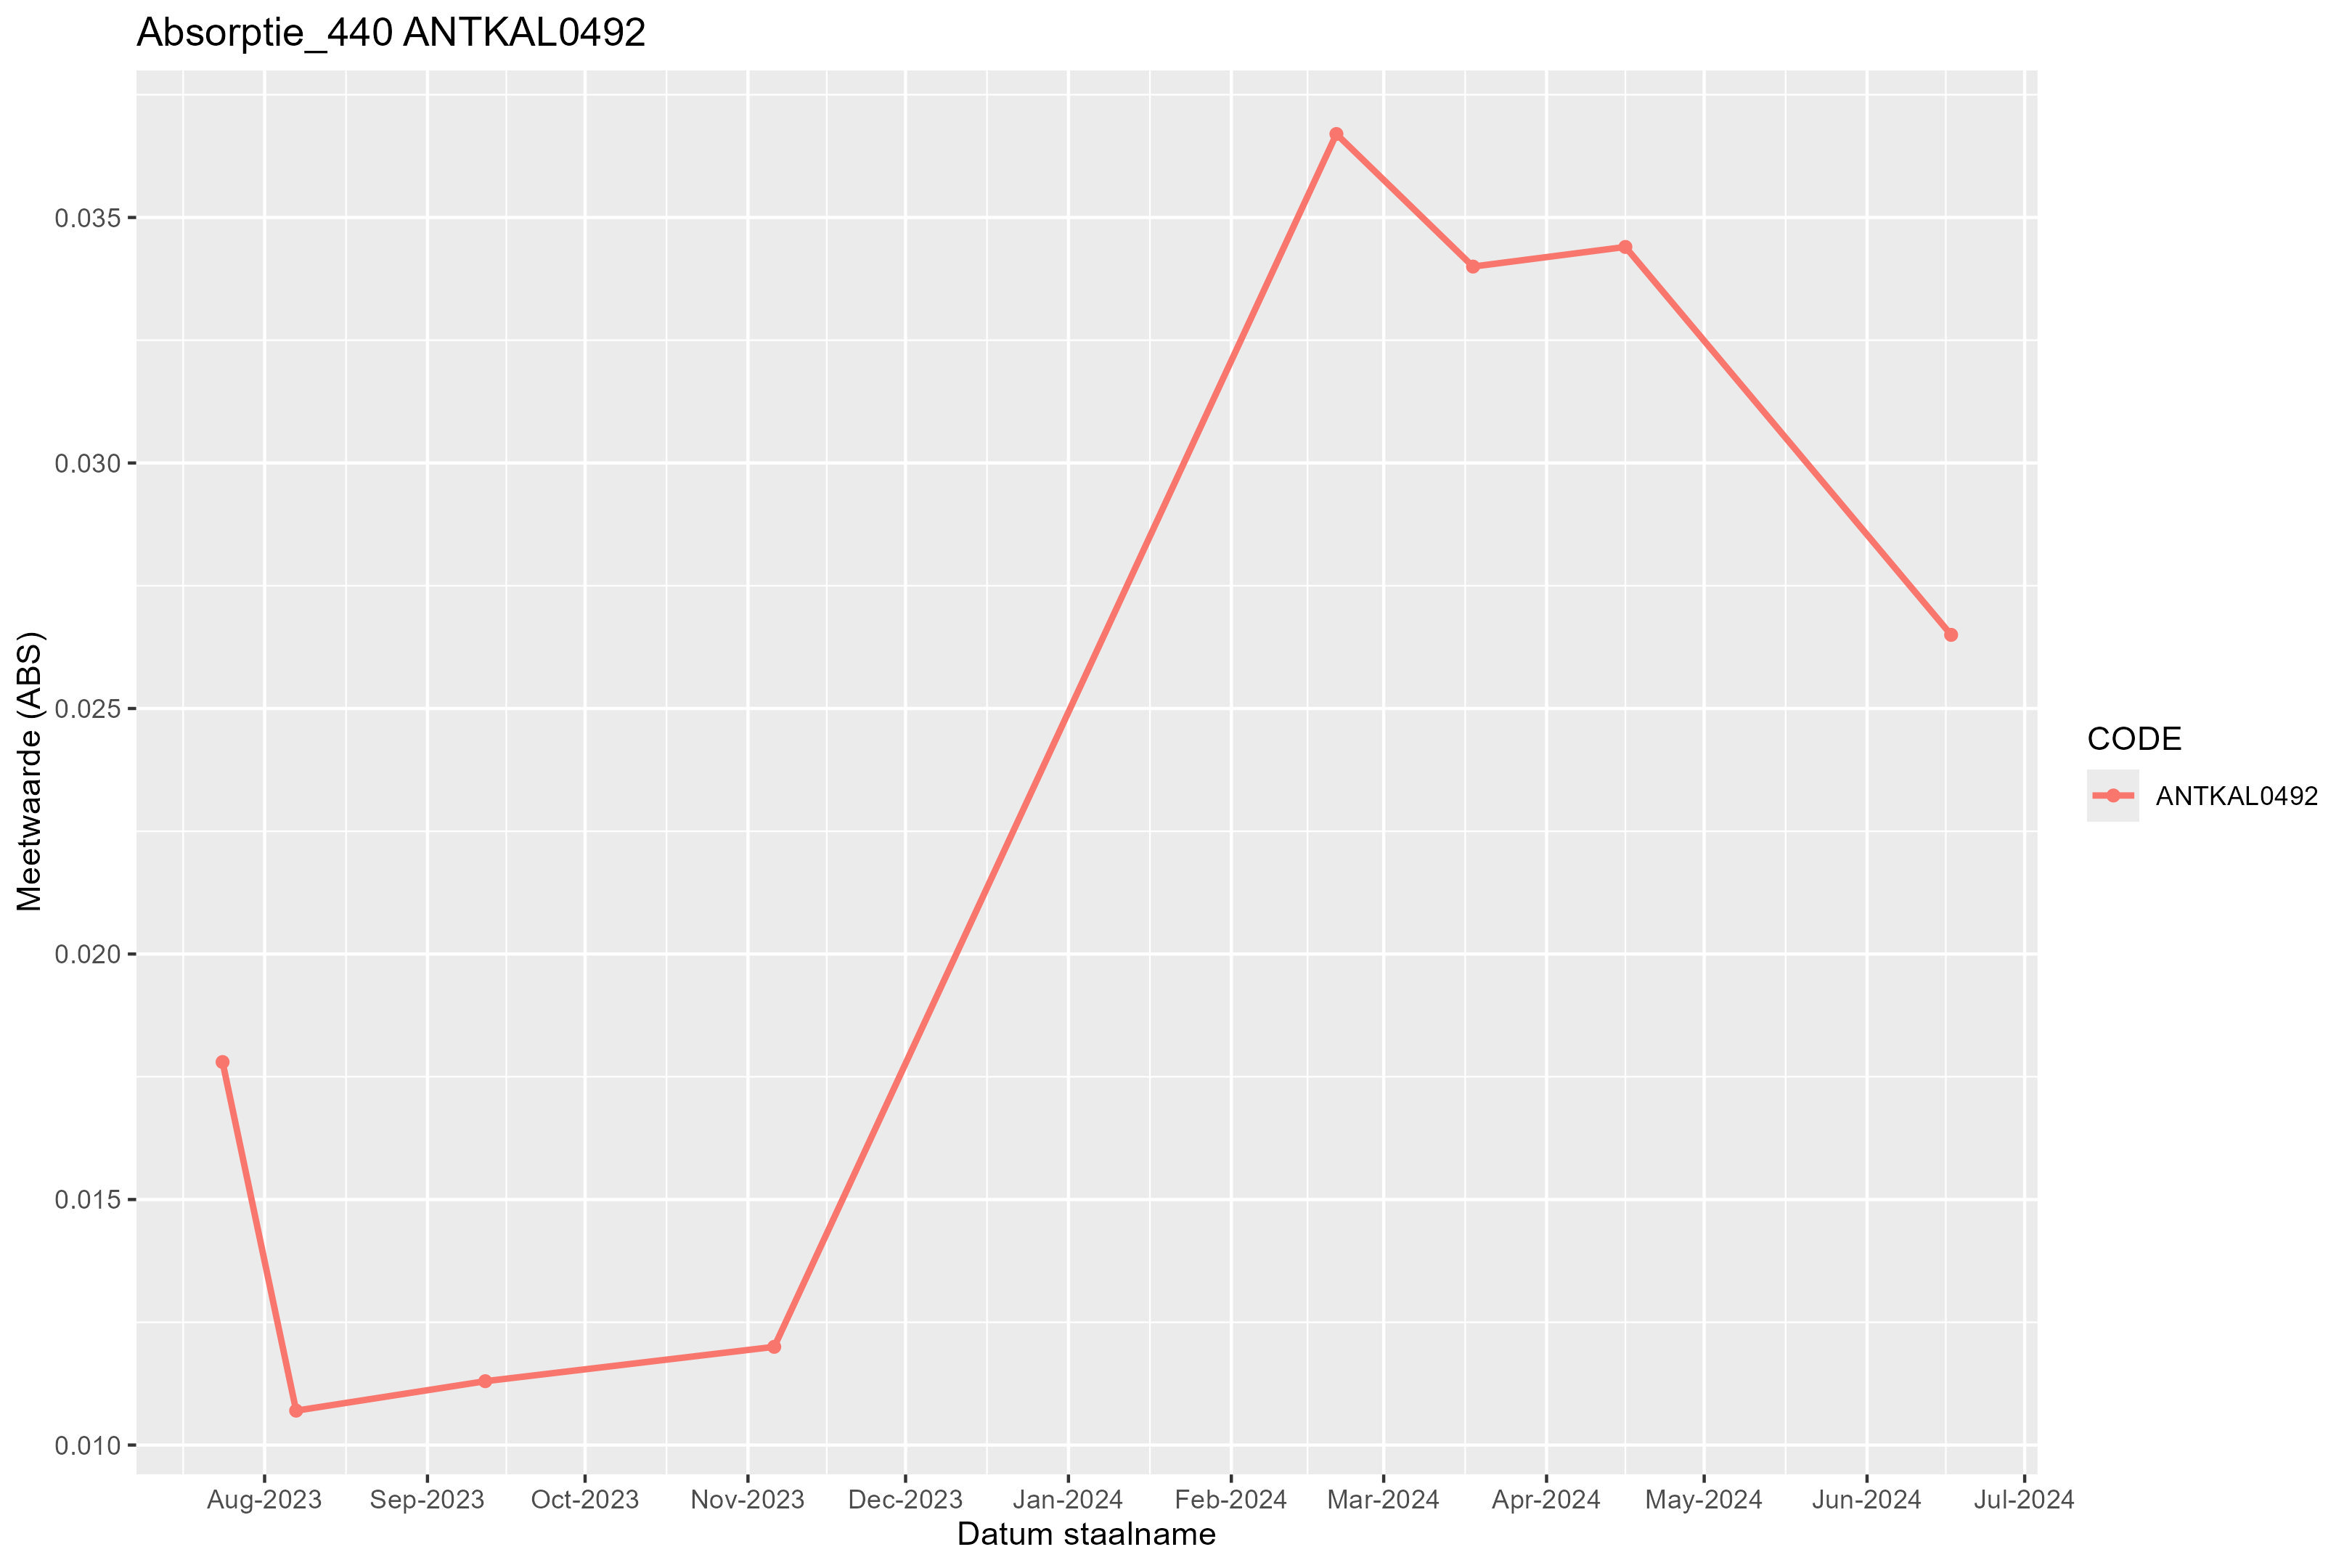 Absorptie_440 ANTKAL0492
Meetwaarde (ABS)
0.035
0.030
0.025
0.020
0.015
0.010
Aug-2023 Sep-2023 Oct-2023 Nov-2023 Dec-2023 Jan-2024 Feb-2024 Mar-2024 Apr-2024 May-2024 Jun-2024 Jul-2024
Datum staalname
CODE
ANTKAL0492